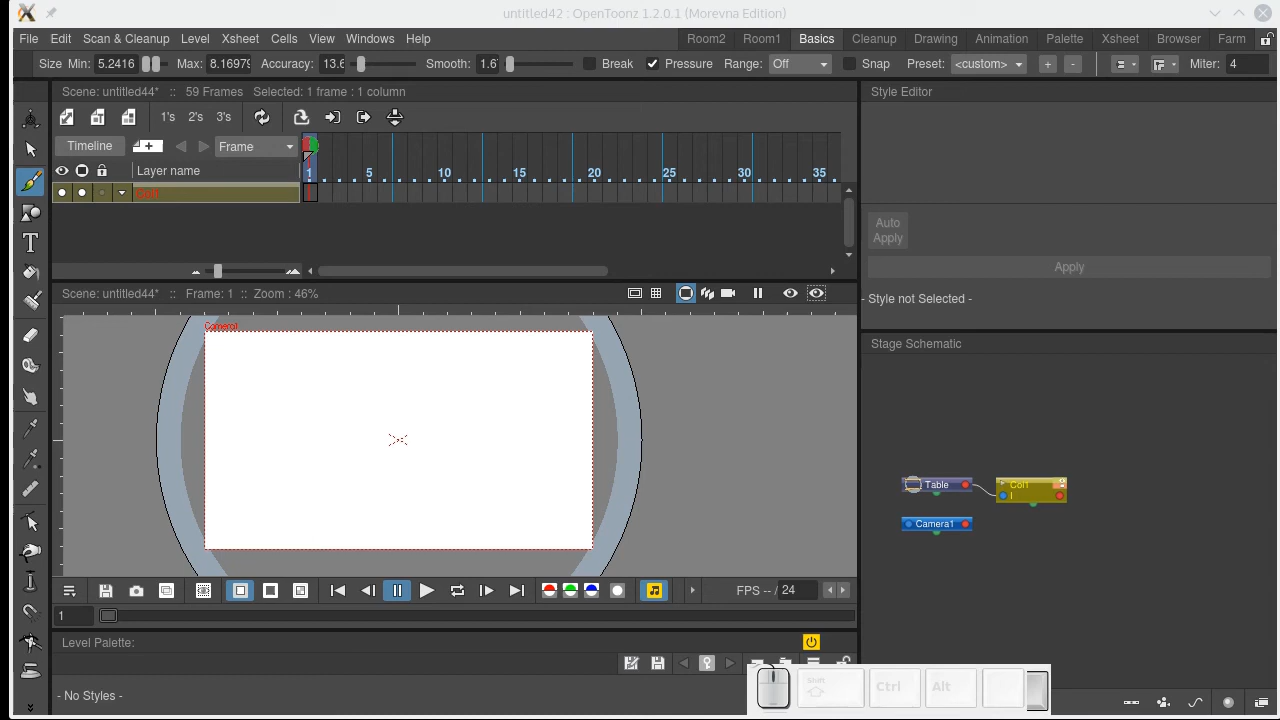 untitled42 : OpenToonz 1.2.0.1 (Morevna Edition)
File Edit Scan & Cleanup Level Xsheet Cells View Windows Help Room2 Room1 Basics Cleanup Drawing Animation Palette Xsheet Browser Farm
Size Min: 5.2416 Max: 8.1697 Accuracy: 13.6 Smooth: 1.6 Break Pressure Range: Off Snap Preset: <custom> + - Miter: 4
Scene: untitled44* :: 59 Frames Selected: 1 frame : 1 column
Style Editor
1's 2's 3's
Timeline + Frame
1 5 10 15 20 25 30 35
Layer name
Col1
Auto
Apply
Apply
- Style not Selected -
Scene: untitled44* :: Frame: 1 :: Zoom : 46%
Stage Schematic
Camera1
Table Col1
I
Camera1
FPS -- / 24
1
Level Palette:
- No Styles -
Shift
Ctrl Alt